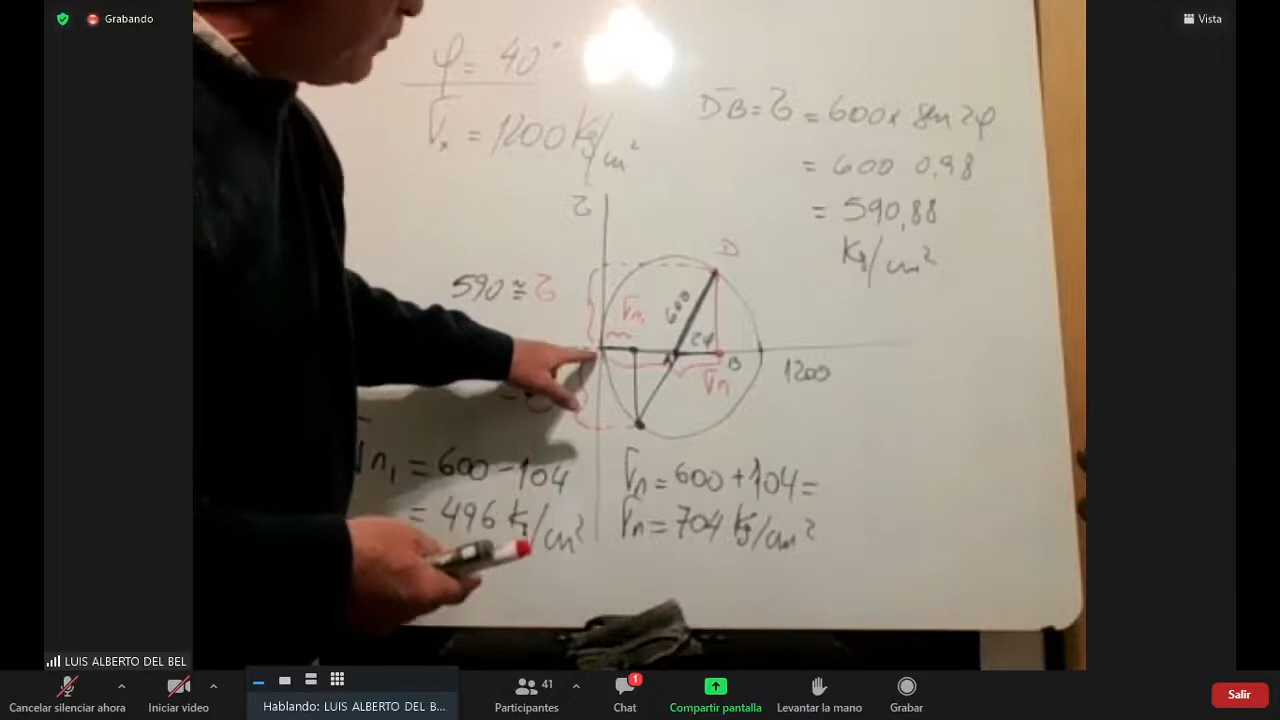 Grabando
Vista
φ = 40°
σx = 1200 Kg/cm²
DB = τ = 600 x sen 2φ
= 600 0,98
= 590,88
Kg/cm²
τ
D
590 ≅ τ
σn1
600
2φ
A
B
σn
1200
σn1 = 600 - 104
= 496 Kg/cm²
σn = 600 + 104 =
σn = 704 Kg/cm²
LUIS ALBERTO DEL BEL
Hablando: LUIS ALBERTO DEL B...
Cancelar silenciar ahora
Iniciar video
41
Participantes
1
Chat
Compartir pantalla
Levantar la mano
Grabar
Salir